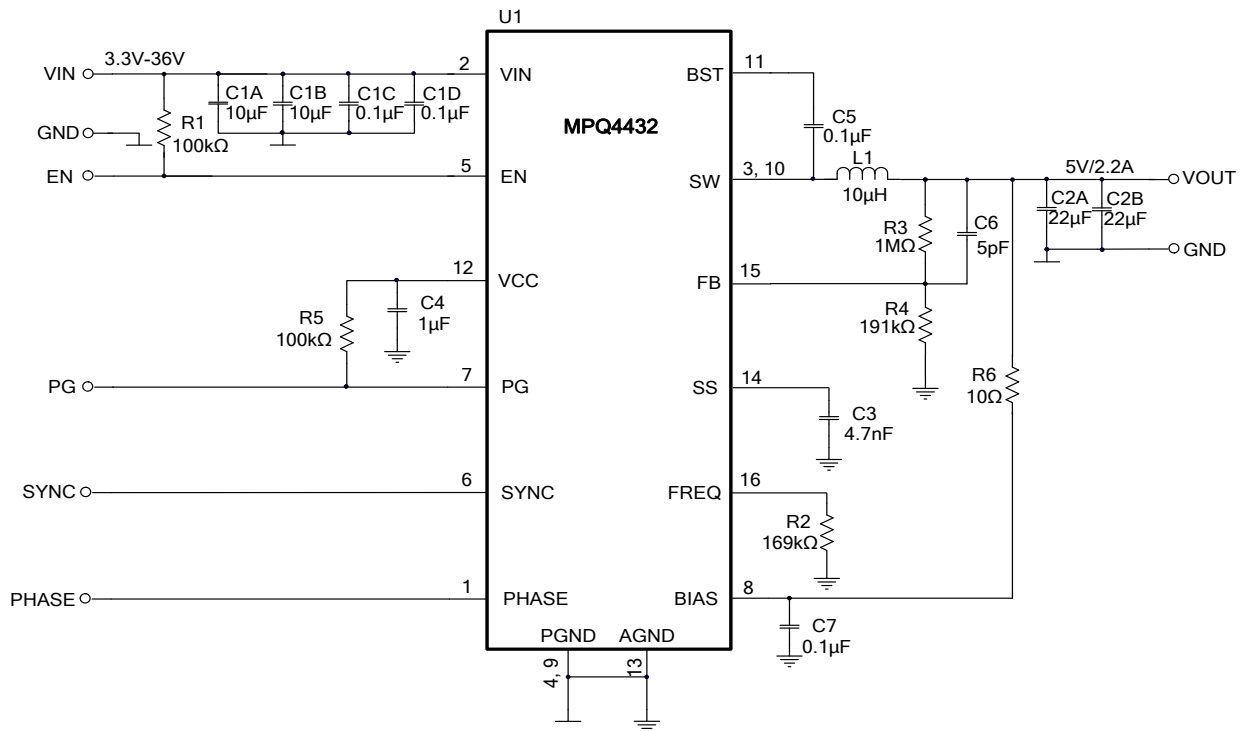 U1
MPQ4432
VIN
3.3V-36V
2
VIN
C1A
10µF
C1B
10µF
C1C
0.1µF
C1D
0.1µF
GND
R1
100kΩ
EN
5
EN
12
VCC
C4
1µF
R5
100kΩ
PG
7
PG
SYNC
6
SYNC
PHASE
1
PHASE
PGND
AGND
4, 9
13
BST
11
C5
0.1µF
SW
3, 10
L1
10µH
5V/2.2A
VOUT
C2A
22µF
C2B
22µF
GND
R3
1MΩ
C6
5pF
FB
15
R4
191kΩ
SS
14
C3
4.7nF
R6
10Ω
FREQ
16
R2
169kΩ
BIAS
8
C7
0.1µF